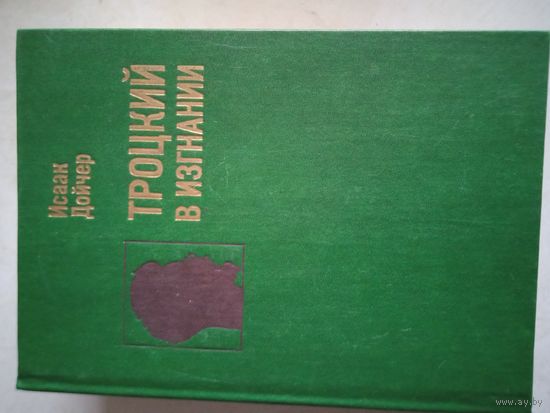 Исаак
Дойчер
ТРОЦКИЙ
В ИЗГНАНИИ
www.ay.by